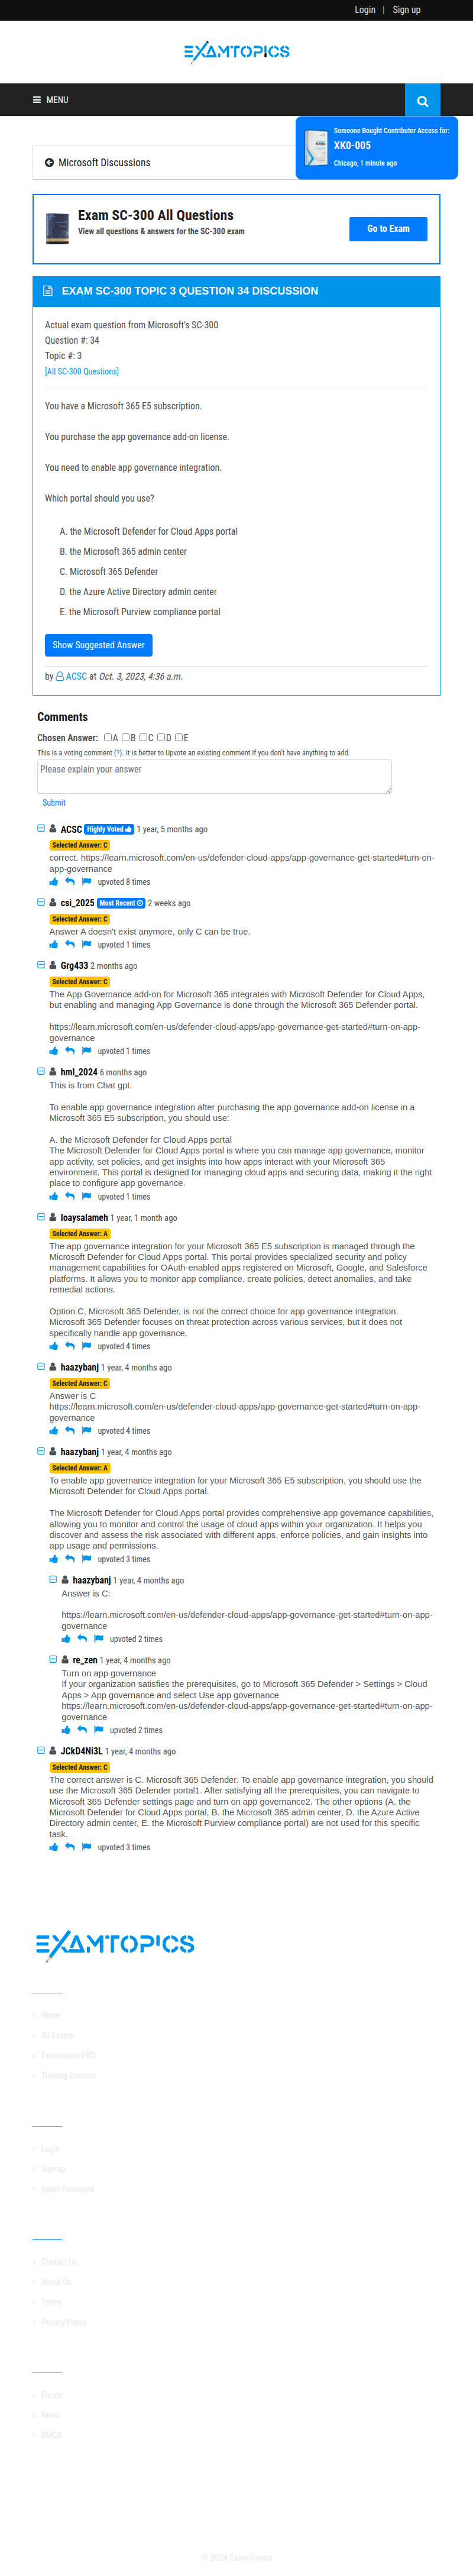 Login | Sign up
EXAMTOPICS
MENU
Someone Bought Contributor Access for:
XK0-005
Chicago, 1 minute ago
Microsoft Discussions
Exam SC-300 All Questions
View all questions & answers for the SC-300 exam
Go to Exam
EXAM SC-300 TOPIC 3 QUESTION 34 DISCUSSION
Actual exam question from Microsoft's SC-300
Question #: 34
Topic #: 3
[All SC-300 Questions]
You have a Microsoft 365 E5 subscription.
You purchase the app governance add-on license.
You need to enable app governance integration.
Which portal should you use?
A. the Microsoft Defender for Cloud Apps portal
B. the Microsoft 365 admin center
C. Microsoft 365 Defender
D. the Azure Active Directory admin center
E. the Microsoft Purview compliance portal
Show Suggested Answer
by ACSC at Oct. 3, 2023, 4:36 a.m.
Comments
Chosen Answer: A B C D E
This is a voting comment (?). It is better to Upvote an existing comment if you don't have anything to add.
Please explain your answer
Submit
ACSC Highly Voted 1 year, 5 months ago
Selected Answer: C
correct. https://learn.microsoft.com/en-us/defender-cloud-apps/app-governance-get-started#turn-on-
app-governance
upvoted 8 times
csi_2025 Most Recent 2 weeks ago
Selected Answer: C
Answer A doesn't exist anymore, only C can be true.
upvoted 1 times
Grg433 2 months ago
Selected Answer: C
The App Governance add-on for Microsoft 365 integrates with Microsoft Defender for Cloud Apps,
but enabling and managing App Governance is done through the Microsoft 365 Defender portal.
https://learn.microsoft.com/en-us/defender-cloud-apps/app-governance-get-started#turn-on-app-
governance
upvoted 1 times
hml_2024 6 months ago
This is from Chat gpt.
To enable app governance integration after purchasing the app governance add-on license in a
Microsoft 365 E5 subscription, you should use:
A. the Microsoft Defender for Cloud Apps portal
The Microsoft Defender for Cloud Apps portal is where you can manage app governance, monitor
app activity, set policies, and get insights into how apps interact with your Microsoft 365
environment. This portal is designed for managing cloud apps and securing data, making it the right
place to configure app governance.
upvoted 1 times
loaysalameh 1 year, 1 month ago
Selected Answer: A
The app governance integration for your Microsoft 365 E5 subscription is managed through the
Microsoft Defender for Cloud Apps portal. This portal provides specialized security and policy
management capabilities for OAuth-enabled apps registered on Microsoft, Google, and Salesforce
platforms. It allows you to monitor app compliance, create policies, detect anomalies, and take
remedial actions.
Option C, Microsoft 365 Defender, is not the correct choice for app governance integration.
Microsoft 365 Defender focuses on threat protection across various services, but it does not
specifically handle app governance.
upvoted 4 times
haazybanj 1 year, 4 months ago
Selected Answer: C
Answer is C
https://learn.microsoft.com/en-us/defender-cloud-apps/app-governance-get-started#turn-on-app-
governance
upvoted 4 times
haazybanj 1 year, 4 months ago
Selected Answer: A
To enable app governance integration for your Microsoft 365 E5 subscription, you should use the
Microsoft Defender for Cloud Apps portal.
The Microsoft Defender for Cloud Apps portal provides comprehensive app governance capabilities,
allowing you to monitor and control the usage of cloud apps within your organization. It helps you
discover and assess the risk associated with different apps, enforce policies, and gain insights into
app usage and permissions.
upvoted 3 times
haazybanj 1 year, 4 months ago
Answer is C:
https://learn.microsoft.com/en-us/defender-cloud-apps/app-governance-get-started#turn-on-app-
governance
upvoted 2 times
re_zen 1 year, 4 months ago
Turn on app governance
If your organization satisfies the prerequisites, go to Microsoft 365 Defender > Settings > Cloud
Apps > App governance and select Use app governance
https://learn.microsoft.com/en-us/defender-cloud-apps/app-governance-get-started#turn-on-app-
governance
upvoted 2 times
JCkD4Ni3L 1 year, 4 months ago
Selected Answer: C
The correct answer is C, Microsoft 365 Defender. To enable app governance integration, you should
use the Microsoft 365 Defender portal1. After satisfying all the prerequisites, you can navigate to
Microsoft 365 Defender settings page and turn on app governance2. The other options (A. the
Microsoft Defender for Cloud Apps portal, B. the Microsoft 365 admin center, D. the Azure Active
Directory admin center, E. the Microsoft Purview compliance portal) are not used for this specific
task.
upvoted 3 times
EXAMTOPICS
Home
All Exams
Examtopics PRO
Training Courses
Login
Sign up
Reset Password
Contact Us
About Us
Terms
Privacy Policy
Forum
News
DMCA
© 2024 ExamTopics